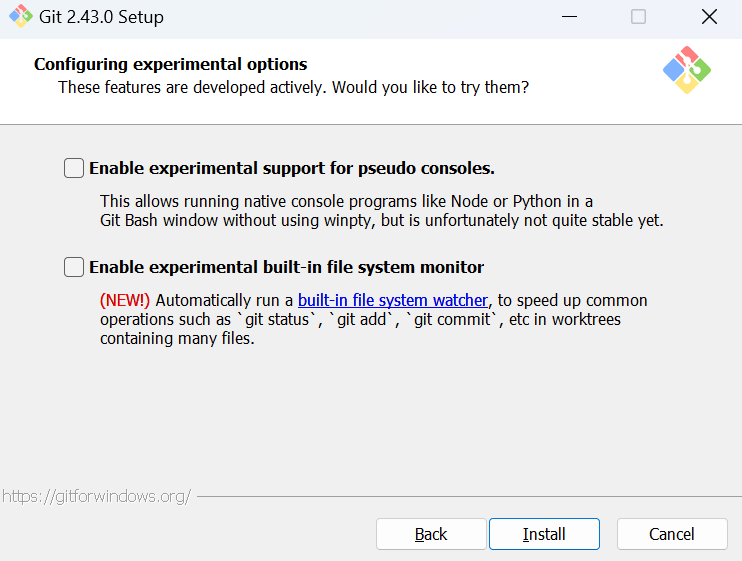 Git 2.43.0 Setup
Configuring experimental options
These features are developed actively. Would you like to try them?
Enable experimental support for pseudo consoles.
This allows running native console programs like Node or Python in a
Git Bash window without using winpty, but is unfortunately not quite stable yet.
Enable experimental built-in file system monitor
(NEW!) Automatically run a built-in file system watcher, to speed up common
operations such as `git status`, `git add`, `git commit`, etc in worktrees
containing many files.
https://gitforwindows.org/
Back
Install
Cancel